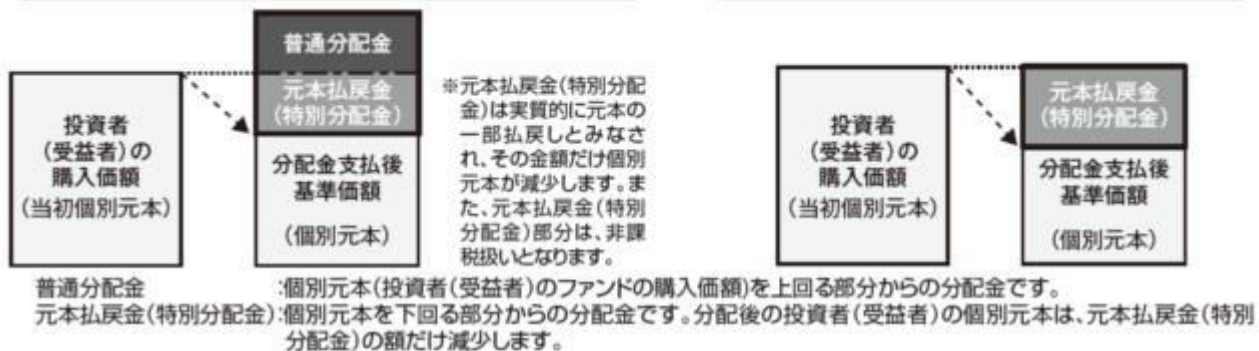 普通分配金
元本払戻金
(特別分配金)
投資者
(受益者)の
購入価額
(当初個別元本)
分配金支払後
基準価額
(個別元本)
※元本払戻金(特別分配
金)は実質的に元本の
一部払戻しとみなさ
れ、その金額だけ個別
元本が減少します。ま
た、元本払戻金(特別
分配金)部分は、非課
税扱いとなります。
投資者
(受益者)の
購入価額
(当初個別元本)
元本払戻金
(特別分配金)
分配金支払後
基準価額
(個別元本)
普通分配金 :個別元本(投資者(受益者)のファンドの購入価額)を上回る部分からの分配金です。
元本払戻金(特別分配金):個別元本を下回る部分からの分配金です。分配後の投資者(受益者)の個別元本は、元本払戻金(特別
分配金)の額だけ減少します。